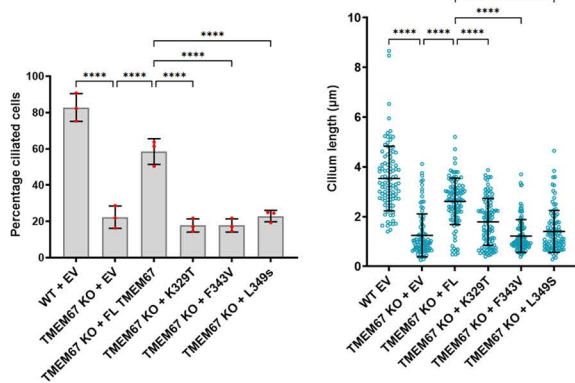 ****
****
**** **** ****
Percentage ciliated cells
100
80
60
40
20
0
WT + EV
TMEM67 KO + EV
TMEM67 KO + FL TMEM67
TMEM67 KO + K329T
TMEM67 KO + F343V
TMEM67 KO + L349s
****
**** **** ****
Cilium length (μm)
10
8
6
4
2
0
WT EV
TMEM67 KO + EV
TMEM67 KO + FL
TMEM67 KO + K329T
TMEM67 KO + F343V
TMEM67 KO + L349S